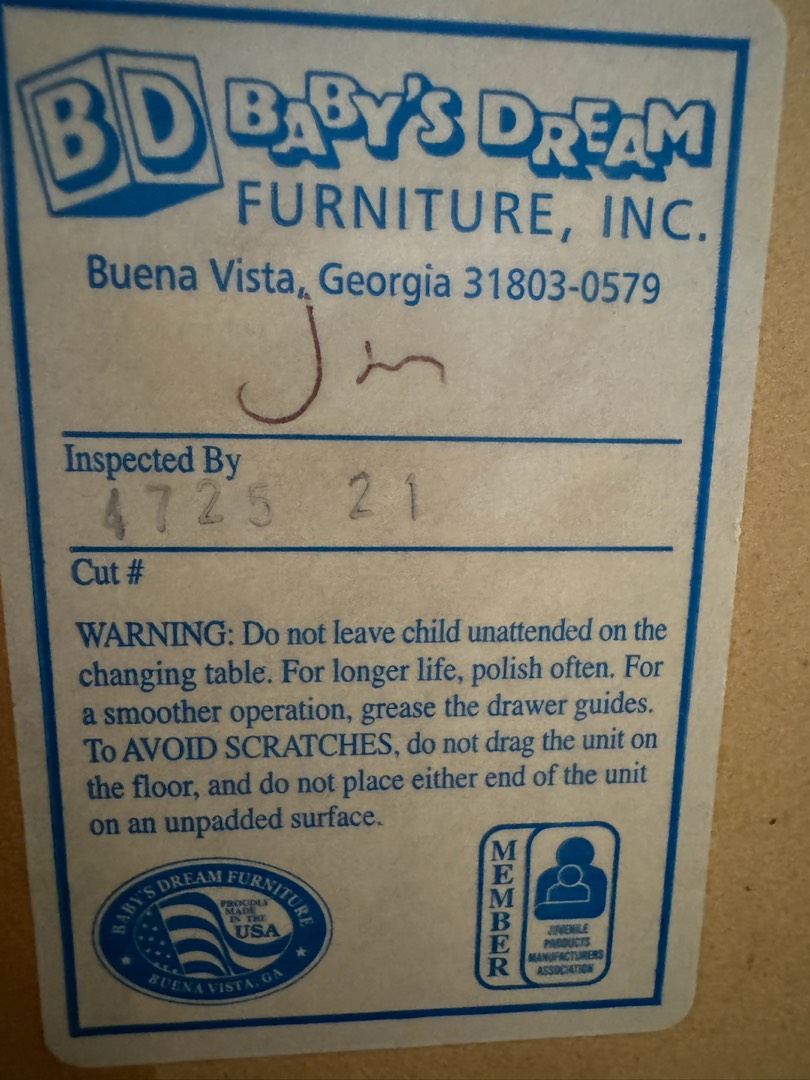 BD BABY'S DREAM
FURNITURE, INC.
Buena Vista, Georgia 31803-0579
Inspected By
4725 21
Cut #
WARNING: Do not leave child unattended on the
changing table. For longer life, polish often. For
a smoother operation, grease the drawer guides.
To AVOID SCRATCHES, do not drag the unit on
the floor, and do not place either end of the unit
on an unpadded surface.
BABY'S DREAM FURNITURE
PROUDLY
MADE
IN THE
USA
BUENA VISTA, GA
MEMBER
JUVENILE
PRODUCTS
MANUFACTURERS
ASSOCIATION